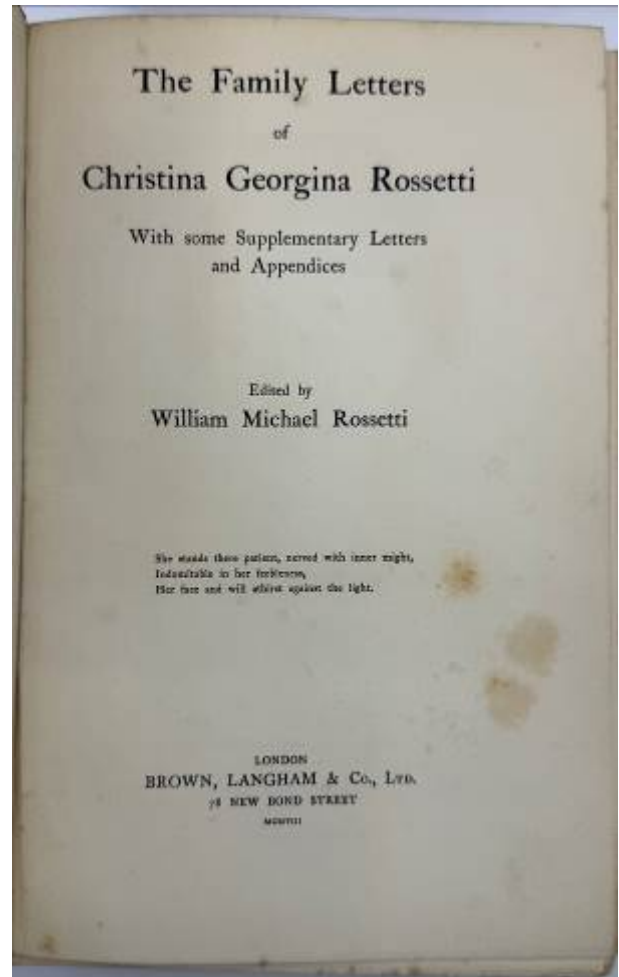 The Family Letters
of
Christina Georgina Rossetti
With some Supplementary Letters
and Appendices
Edited by
William Michael Rossetti
She stands there patient, nerved with inner might,
Indomitable in her feebleness,
Her face and will athirst against the light.
LONDON
BROWN, LANGHAM & Co., Ltd.
78 NEW BOND STREET
MCMVIII